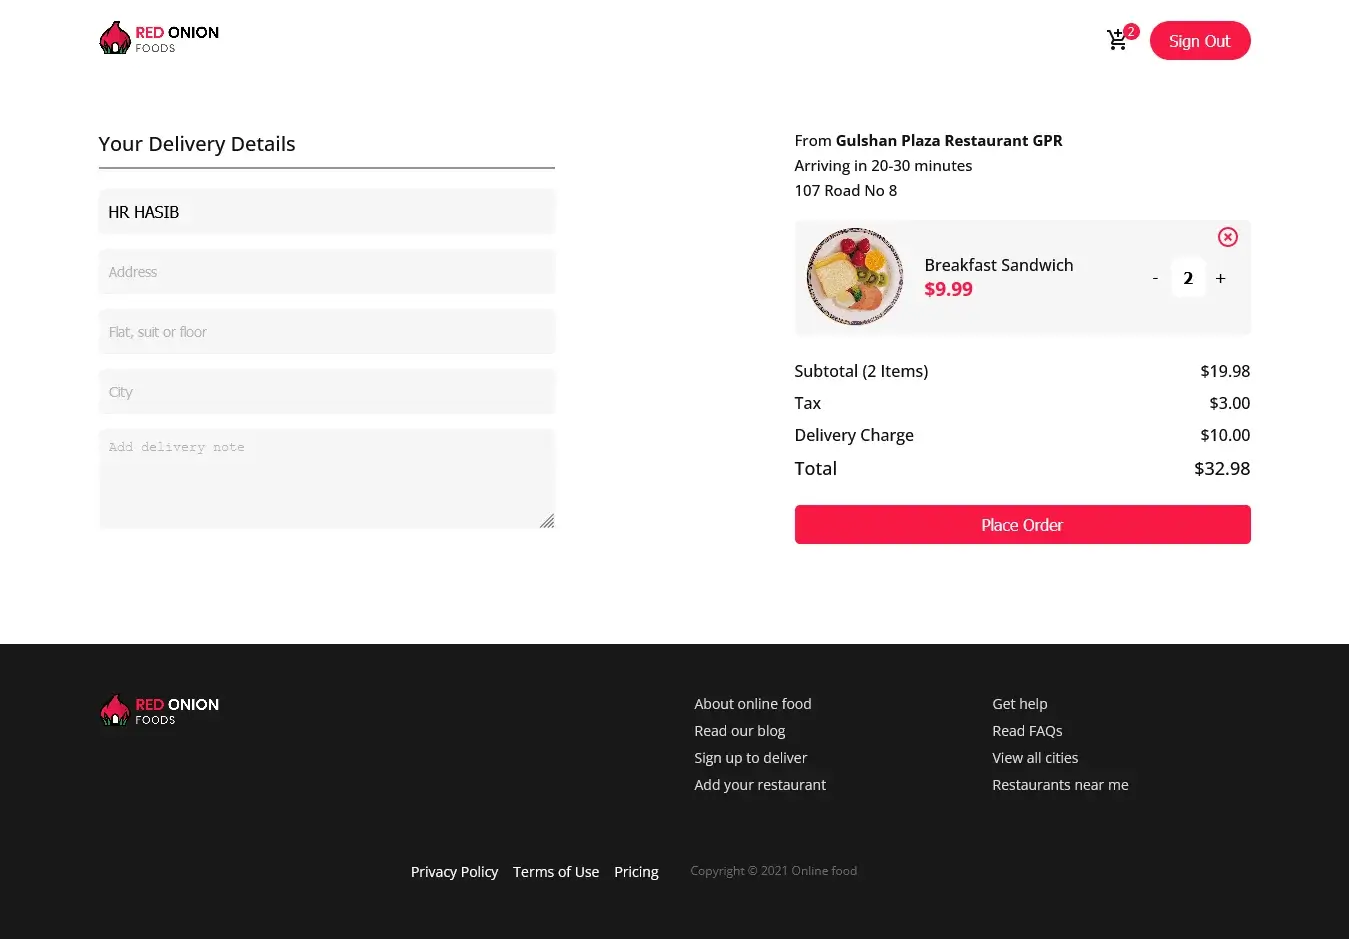 RED ONION
FOODS
2
Sign Out
Your Delivery Details
HR HASIB
Address
Flat, suit or floor
City
Add delivery note
From Gulshan Plaza Restaurant GPR
Arriving in 20-30 minutes
107 Road No 8
Breakfast Sandwich
$9.99
- 2 +
Subtotal (2 Items) $19.98
Tax $3.00
Delivery Charge $10.00
Total $32.98
Place Order
RED ONION
FOODS
About online food
Read our blog
Sign up to deliver
Add your restaurant
Get help
Read FAQs
View all cities
Restaurants near me
Privacy Policy Terms of Use Pricing Copyright © 2021 Online food